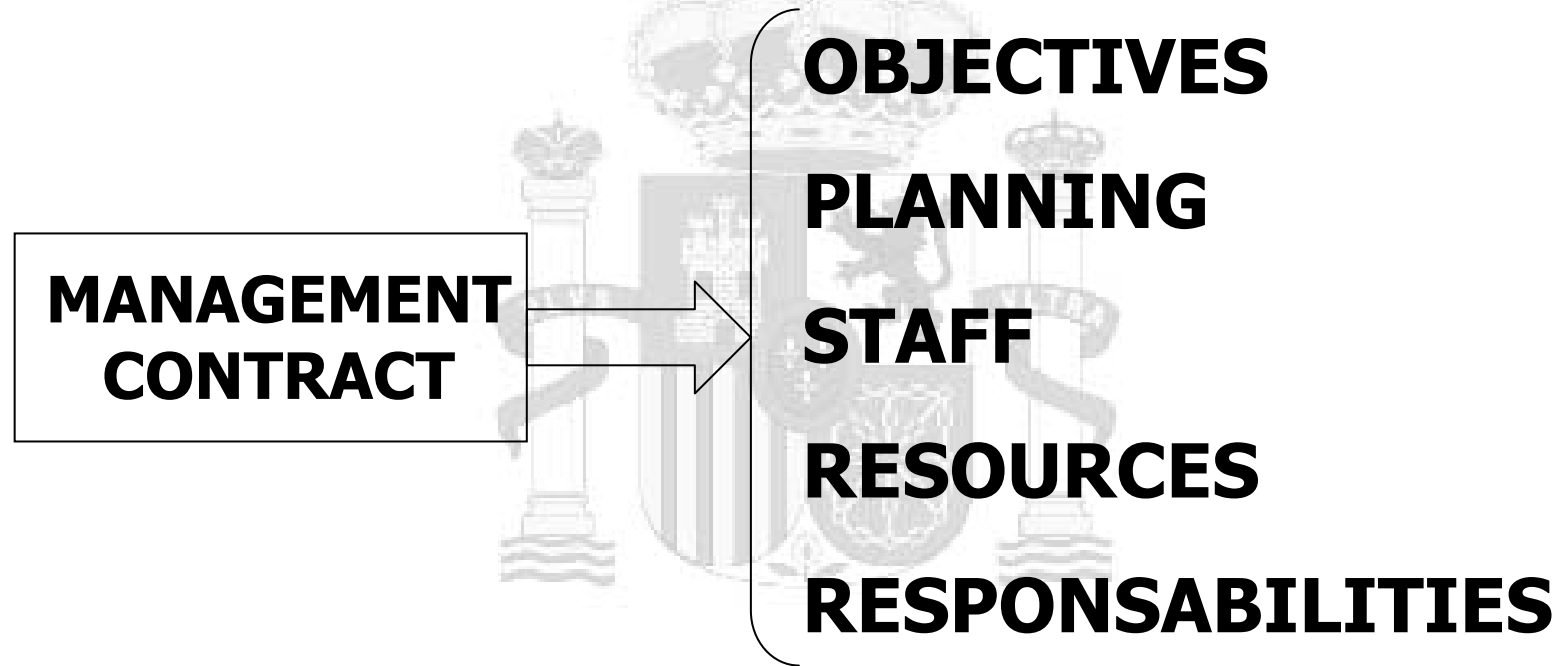 OBJECTIVES
PLANNING
MANAGEMENT
CONTRACT
STAFF
RESOURCES
RESPONSABILITIES